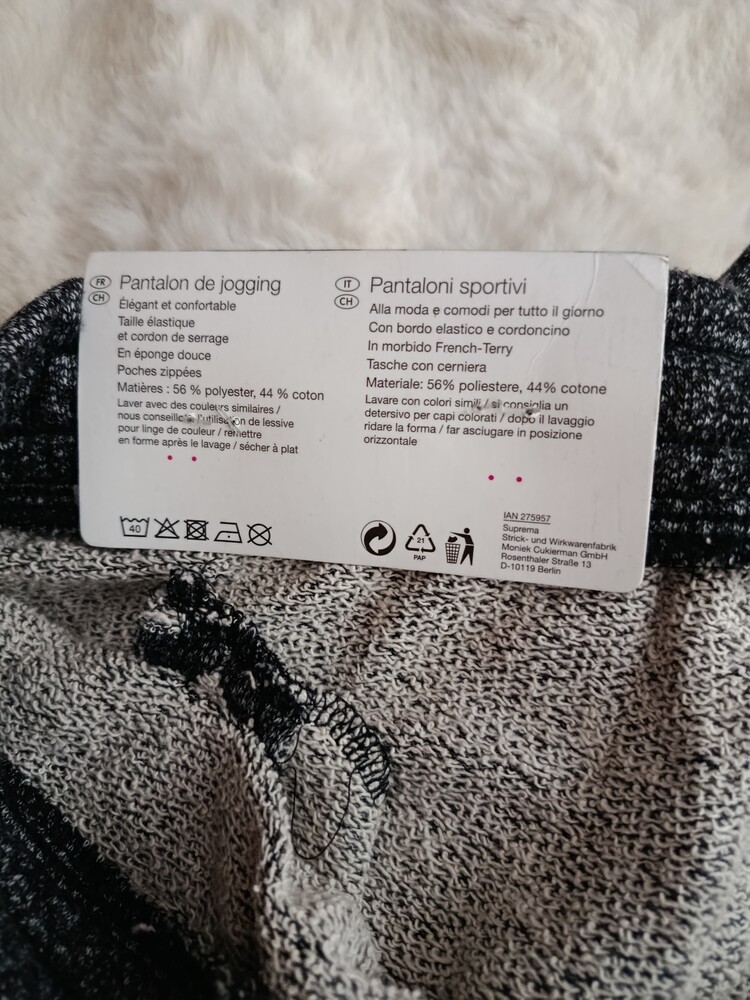 FR
CH
Pantalon de jogging
Élégant et confortable
Taille élastique
et cordon de serrage
En éponge douce
Poches zippées
Matières : 56 % polyester, 44 % coton
Laver avec des couleurs similaires /
nous conseillons l'utilisation de lessive
pour linge de couleur / remettre
en forme après le lavage / sécher à plat
40
IT
CH
Pantaloni sportivi
Alla moda e comodi per tutto il giorno
Con bordo elastico e cordoncino
In morbido French-Terry
Tasche con cerniera
Materiale: 56% poliestere, 44% cotone
Lavare con colori simili / si consiglia un
detersivo per capi colorati / dopo il lavaggio
ridare la forma / far asciugare in posizione
orizzontale
21
PAP
IAN 275957
Suprema
Strick- und Wirkwarenfabrik
Moniek Cukierman GmbH
Rosenthaler Straße 13
D-10119 Berlin